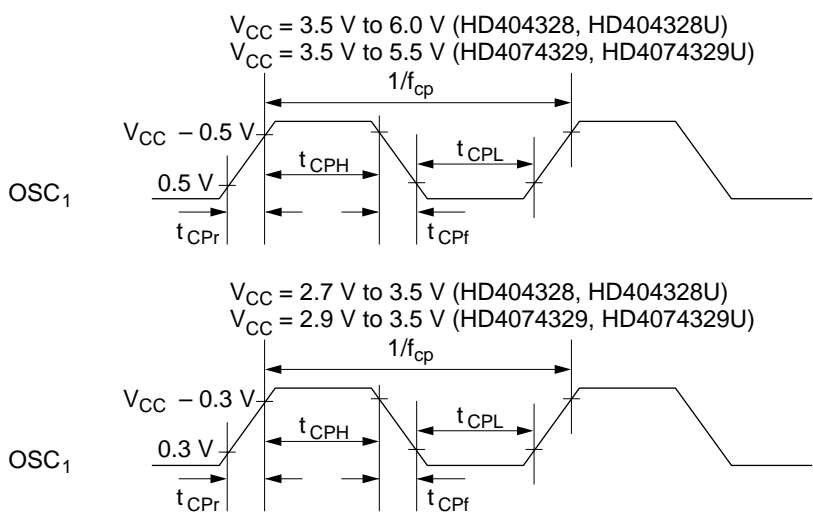 V_CC = 3.5 V to 6.0 V (HD404328, HD404328U)
V_CC = 3.5 V to 5.5 V (HD4074329, HD4074329U)
1/f_cp
V_CC – 0.5 V
t_CPH
t_CPL
0.5 V
OSC_1
t_CPr
t_CPf
V_CC = 2.7 V to 3.5 V (HD404328, HD404328U)
V_CC = 2.9 V to 3.5 V (HD4074329, HD4074329U)
1/f_cp
V_CC – 0.3 V
t_CPH
t_CPL
0.3 V
OSC_1
t_CPr
t_CPf